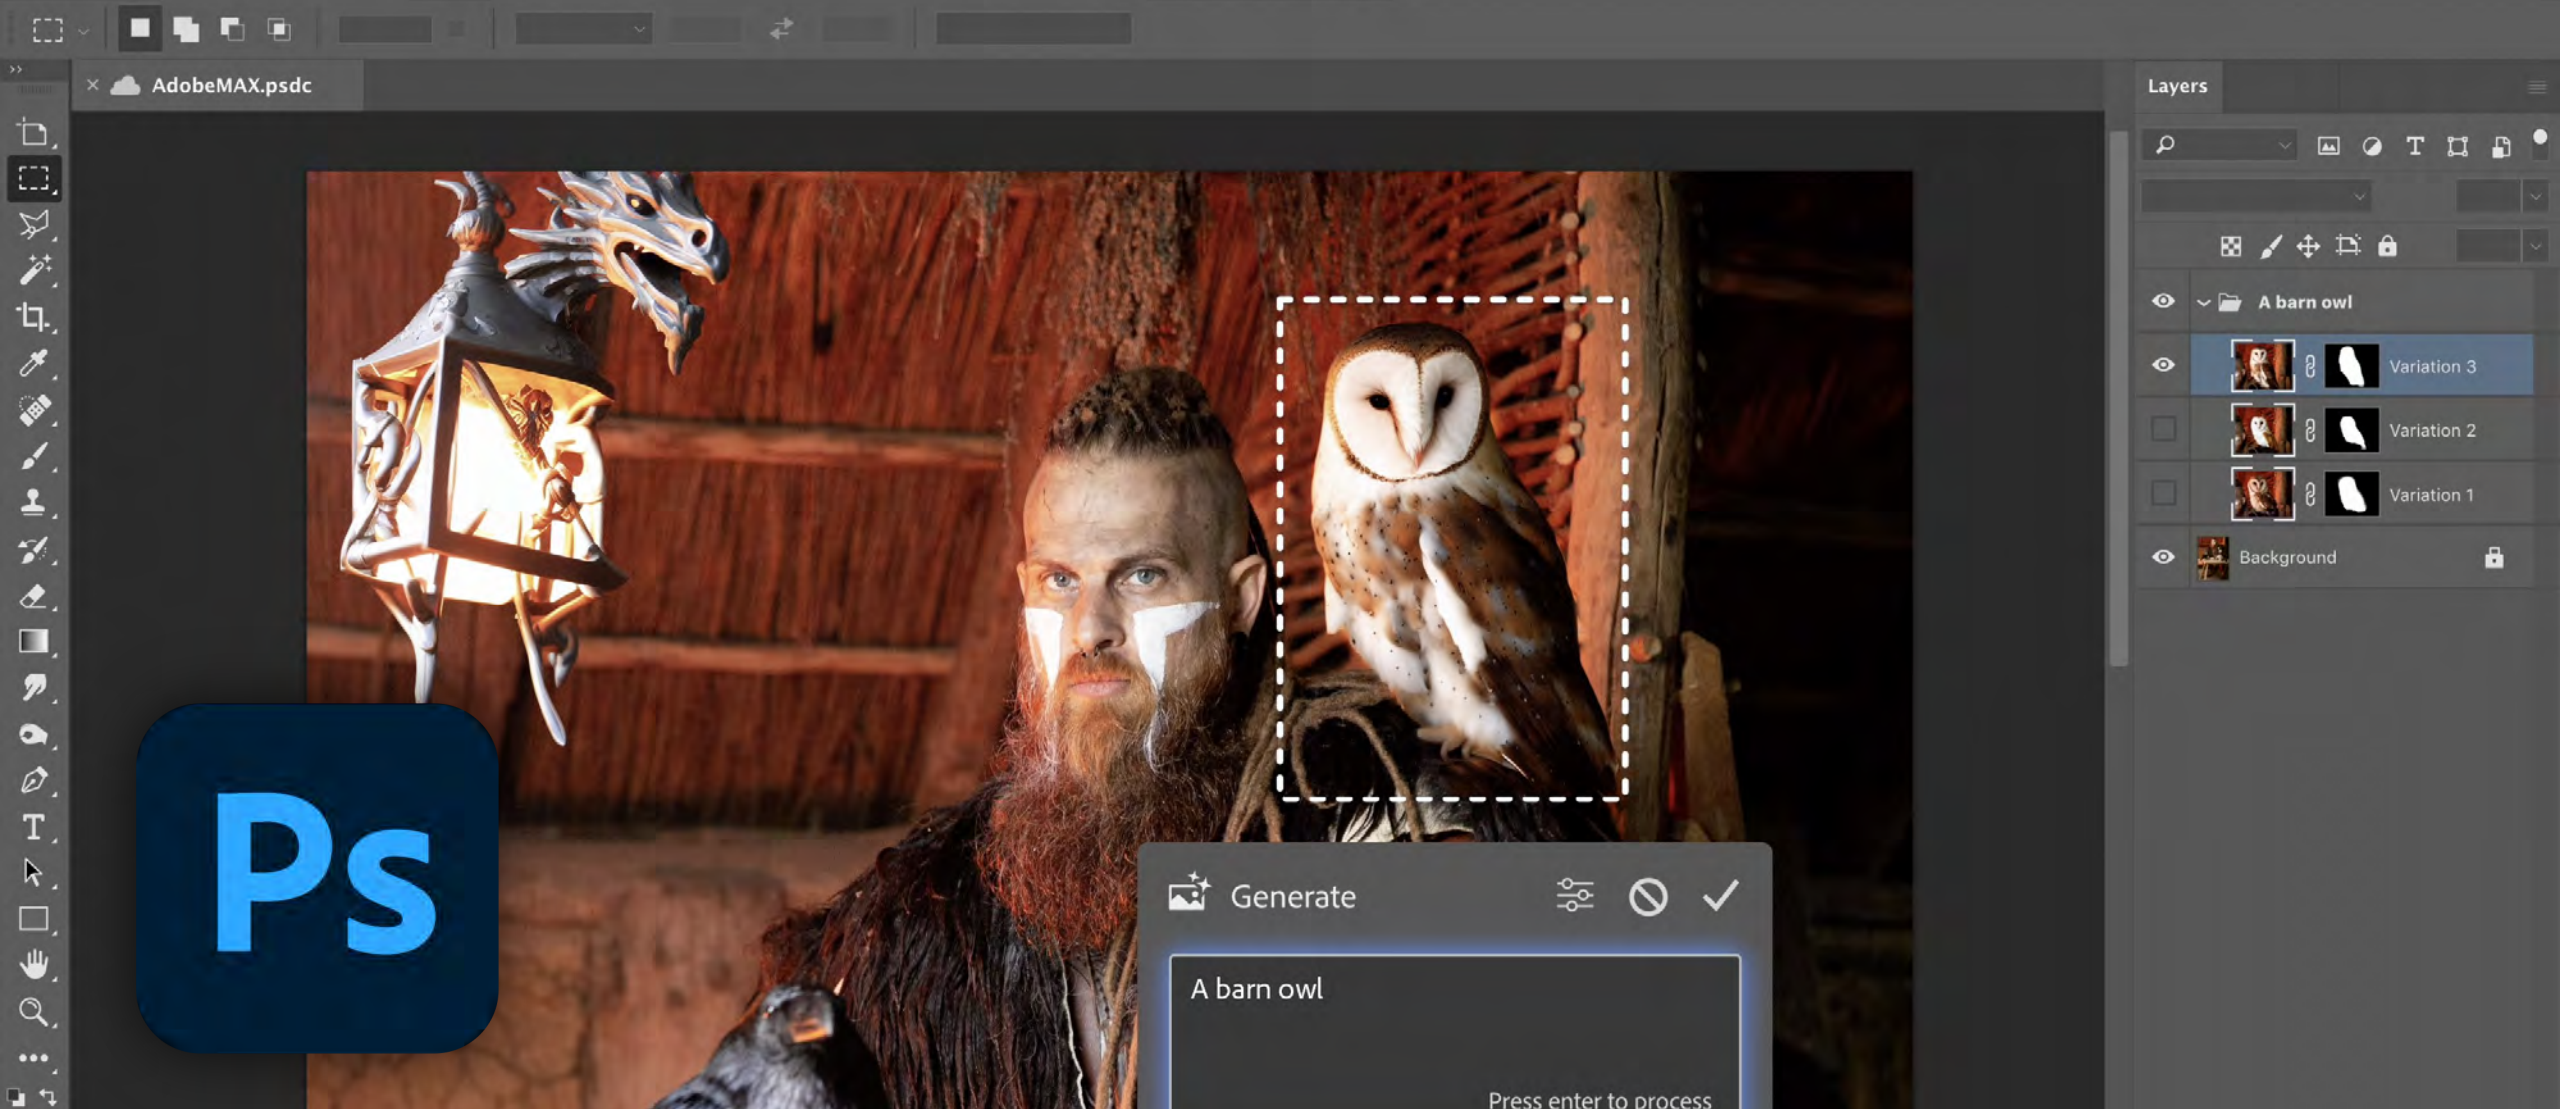 AdobeMAX.psdc
Layers
A barn owl
Variation 3
Variation 2
Variation 1
Background
Ps
Generate
A barn owl
Press enter to process